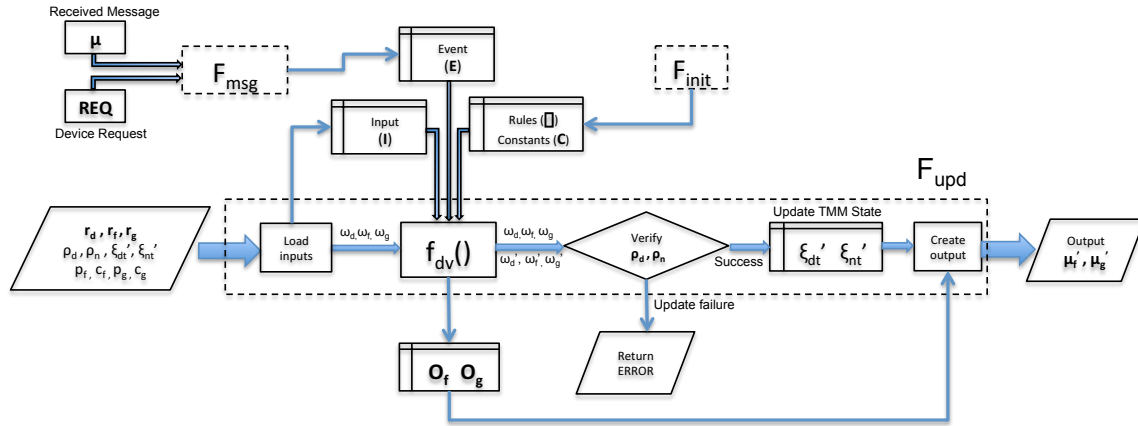 Received Message
μ
REQ
Device Request
F_msg
Event
(E)
F_init
Input
(I)
Rules (▯)
Constants (C)
F_upd
r_d , r_f , r_g
ρ_d , ρ_n , ξ_dt′ , ξ_nt′
p_f , c_f , p_g , c_g
Load
inputs
ω_d, ω_f, ω_g
f_dv()
ω_d, ω_f, ω_g
ω_d′, ω_f′, ω_g′
Verify
ρ_d , ρ_n
Success
Update TMM State
ξ_dt′ ξ_nt′
Create
output
Output
μ_f′, μ_g′
Update failure
Return
ERROR
O_f O_g